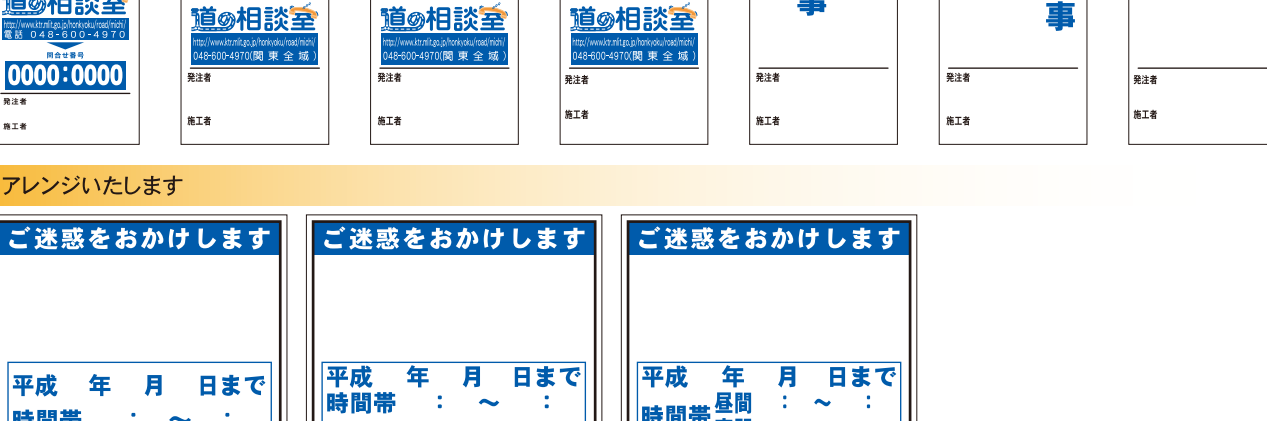 道の相談室
http://www.ktr.mlit.go.jp/honkyoku/road/michi/
電話 048-600-4970
問合せ番号
0000:0000
発注者
施工者
道の相談室
http://www.ktr.mlit.go.jp/honkyoku/road/michi/
048-600-4970(関東全域)
発注者
施工者
道の相談室
http://www.ktr.mlit.go.jp/honkyoku/road/michi/
048-600-4970(関東全域)
発注者
施工者
道の相談室
http://www.ktr.mlit.go.jp/honkyoku/road/michi/
048-600-4970(関東全域)
発注者
施工者
事
発注者
施工者
事
発注者
施工者
発注者
施工者
アレンジいたします
ご迷惑をおかけします
平成 年 月 日まで
時間帯 : ～ :
ご迷惑をおかけします
平成 年 月 日まで
時間帯 : ～ :
ご迷惑をおかけします
平成 年 月 日まで
時間帯 昼間 : ～ :